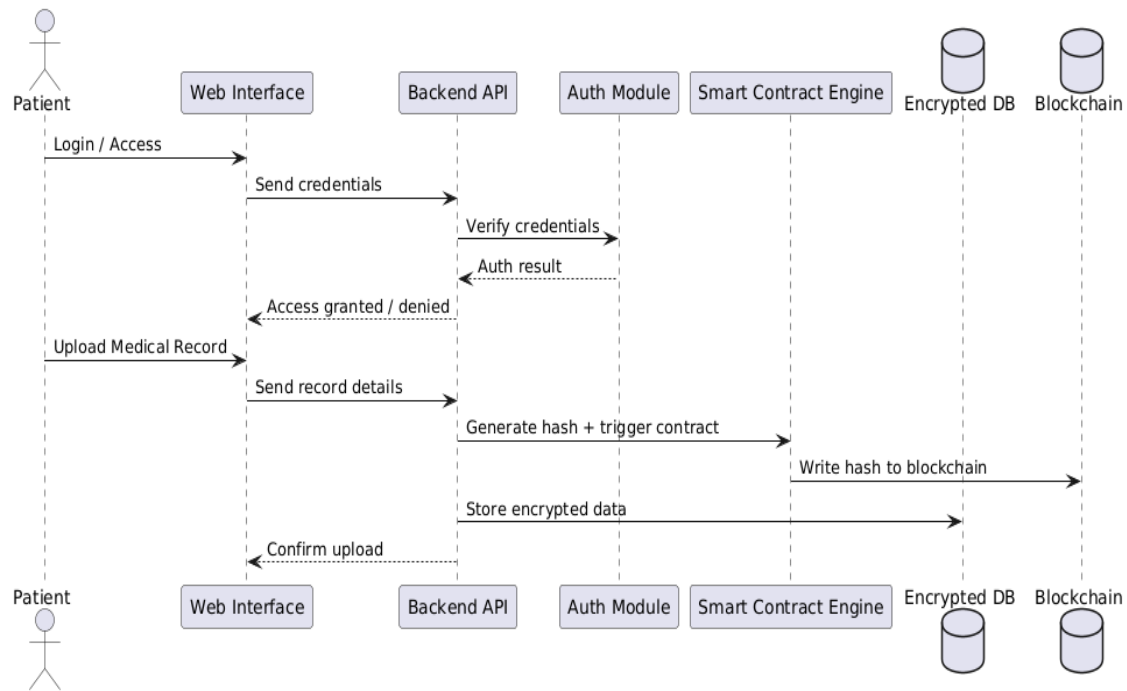 Patient
Web Interface
Backend API
Auth Module
Smart Contract Engine
Encrypted DB
Blockchain
Login / Access
Send credentials
Verify credentials
Auth result
Access granted / denied
Upload Medical Record
Send record details
Generate hash + trigger contract
Write hash to blockchain
Store encrypted data
Confirm upload
Patient
Web Interface
Backend API
Auth Module
Smart Contract Engine
Encrypted DB
Blockchain